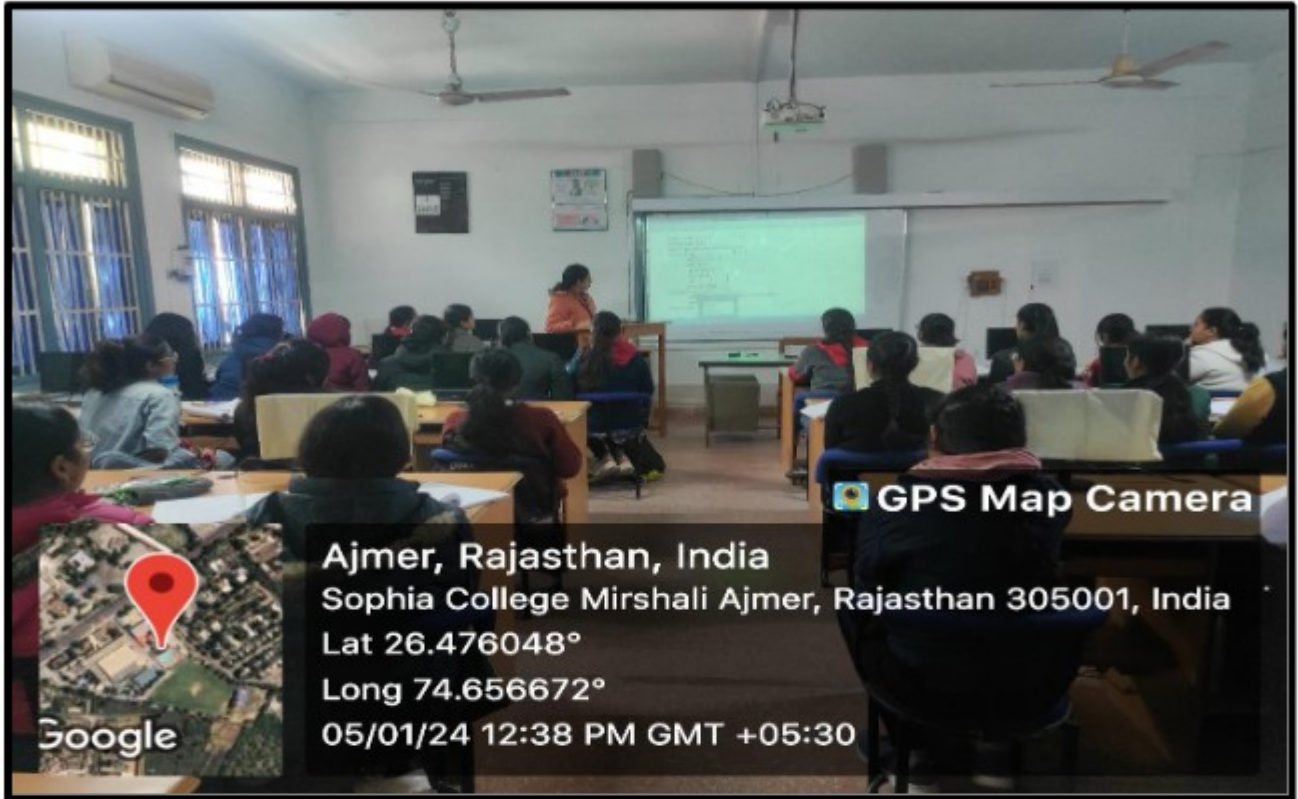 GPS Map Camera
Ajmer, Rajasthan, India
Sophia College Mirshali Ajmer, Rajasthan 305001, India
Lat 26.476048°
Long 74.656672°
05/01/24 12:38 PM GMT +05:30
Google